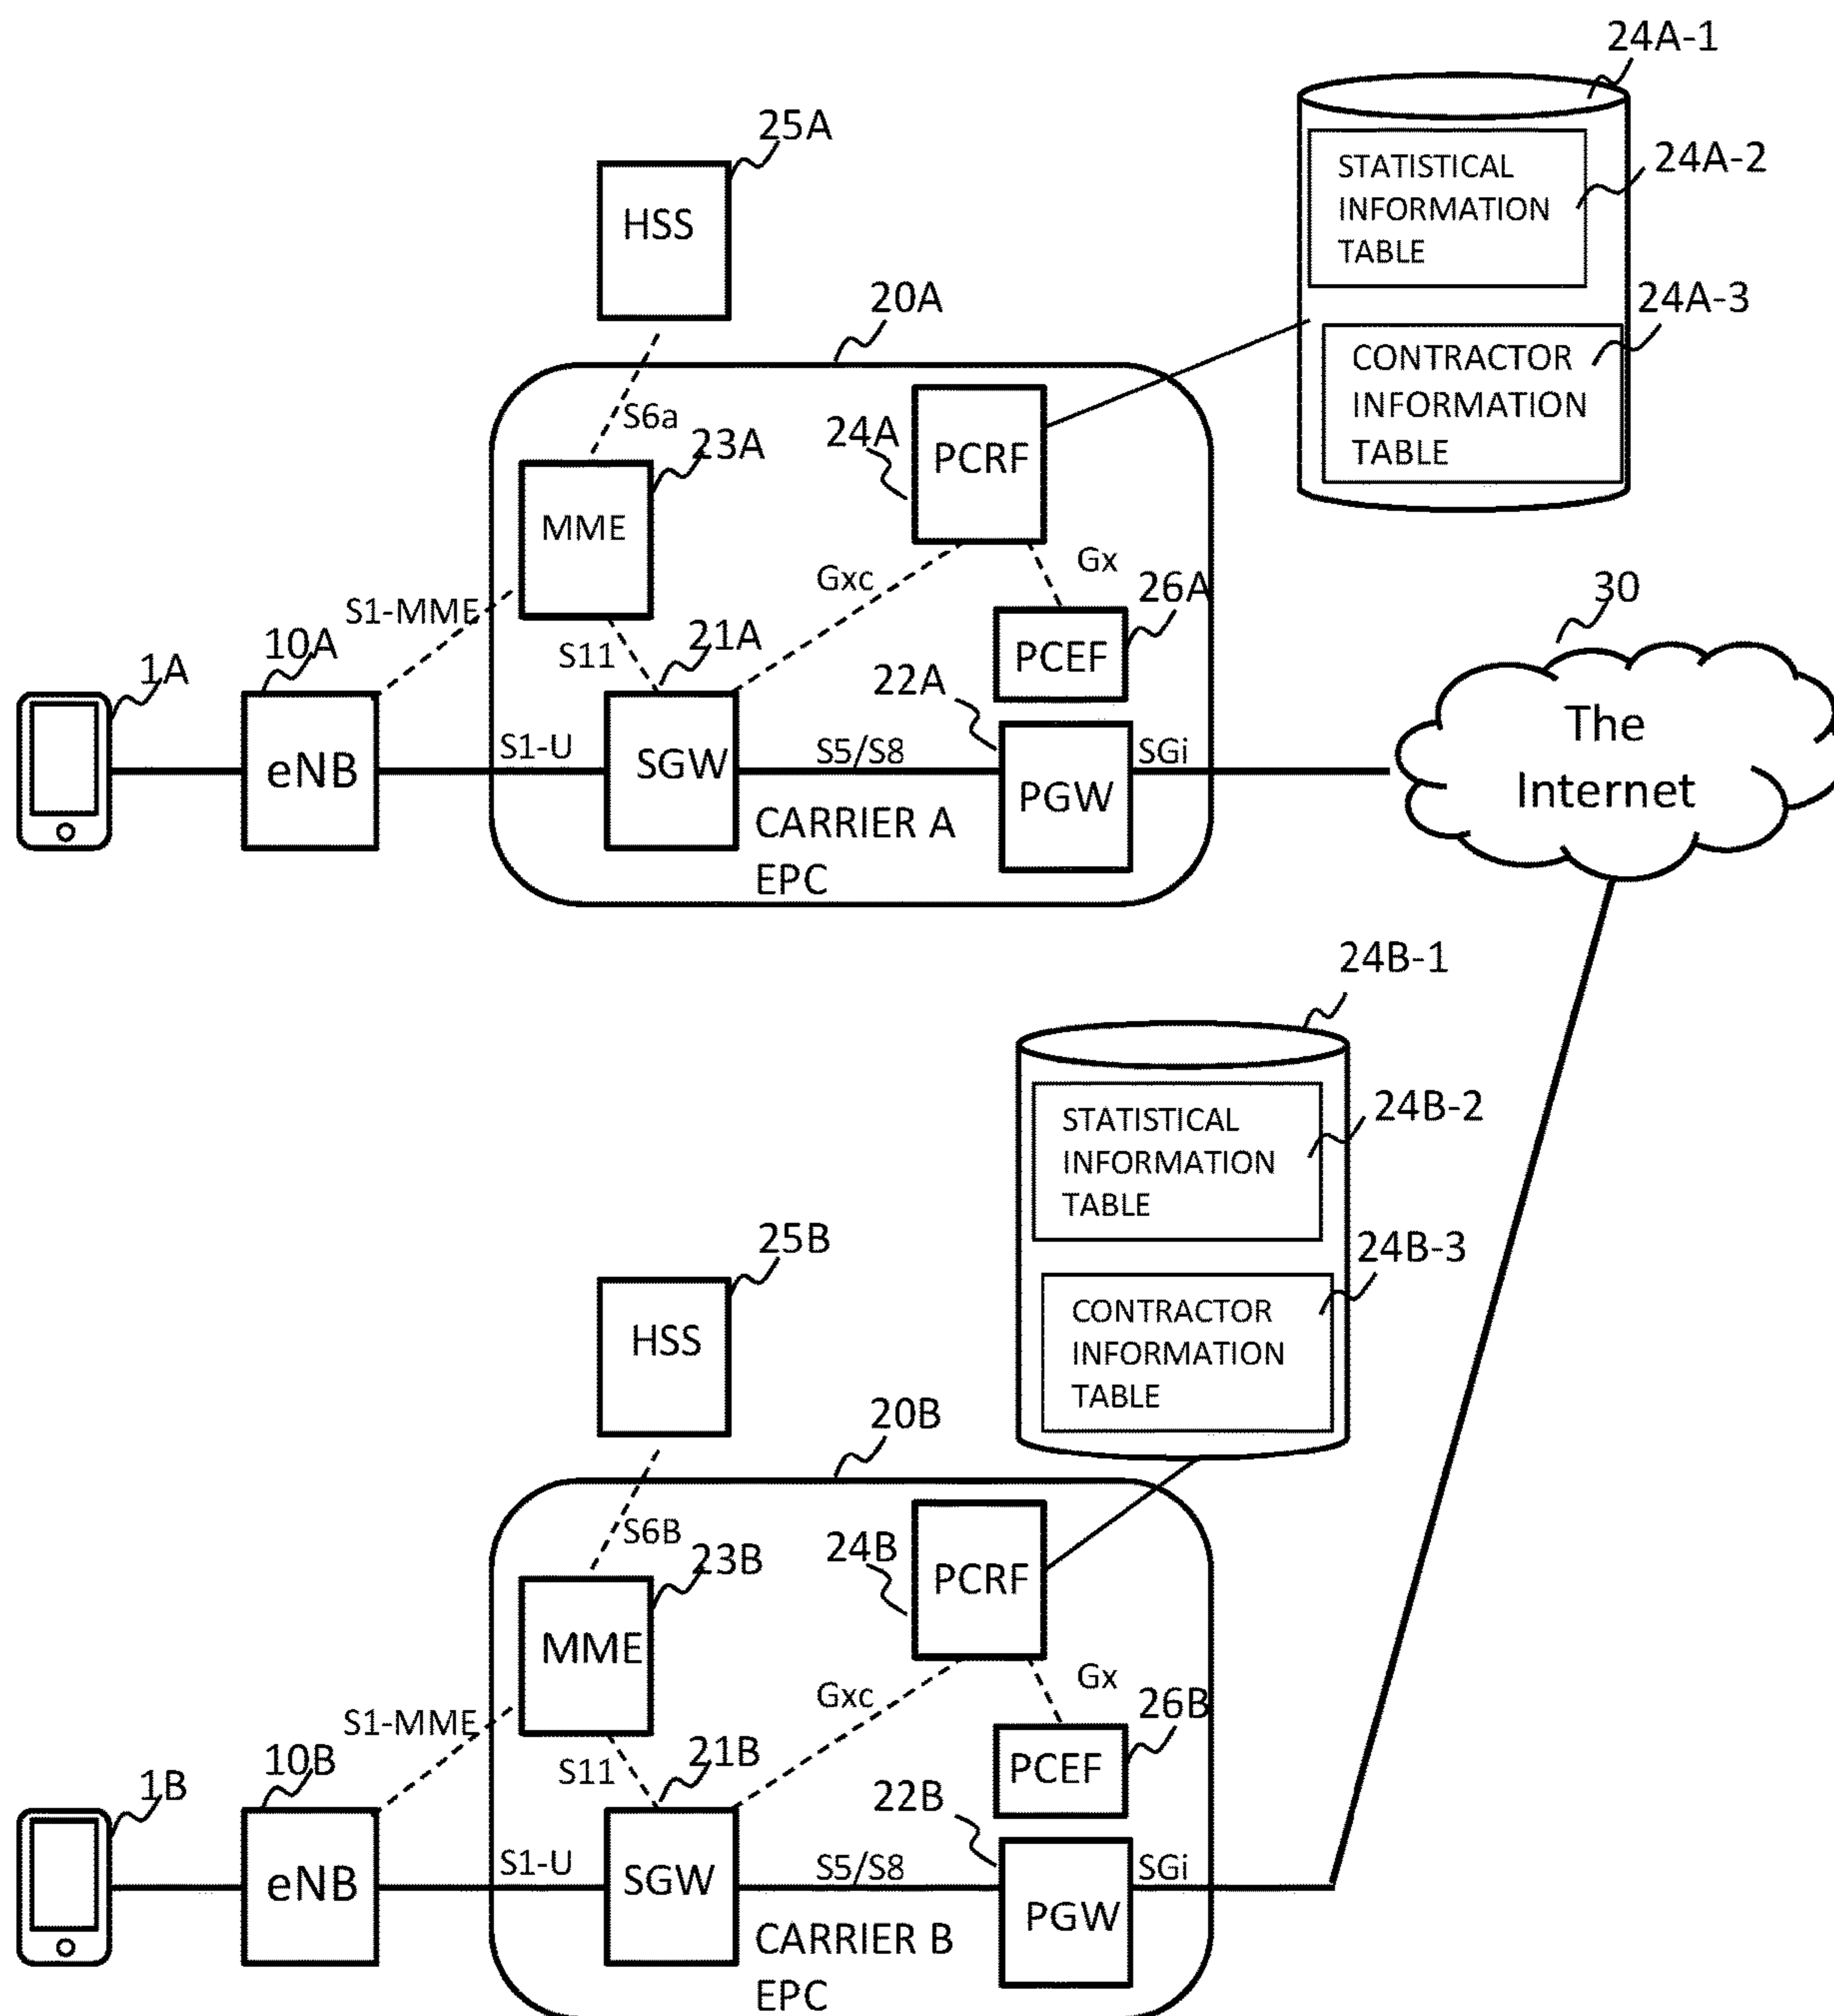 24A-1
25A
STATISTICAL
INFORMATION
TABLE
24A-2
HSS
20A
24A-3
CONTRACTOR
INFORMATION
TABLE
S6a
23A
24A
PCRF
MME
Gxc
Gx
26A
30
S1-MME
10A
S11
21A
PCEF
1A
22A
The
Internet
eNB
S1-U
SGW
S5/S8
PGW
SGi
CARRIER A
EPC
24B-1
STATISTICAL
INFORMATION
TABLE
24B-2
25B
24B-3
HSS
CONTRACTOR
INFORMATION
TABLE
20B
S6B
23B
24B
PCRF
MME
Gxc
Gx
26B
S1-MME
10B
S11
21B
PCEF
1B
22B
eNB
S1-U
SGW
S5/S8
SGi
PGW
CARRIER B
EPC